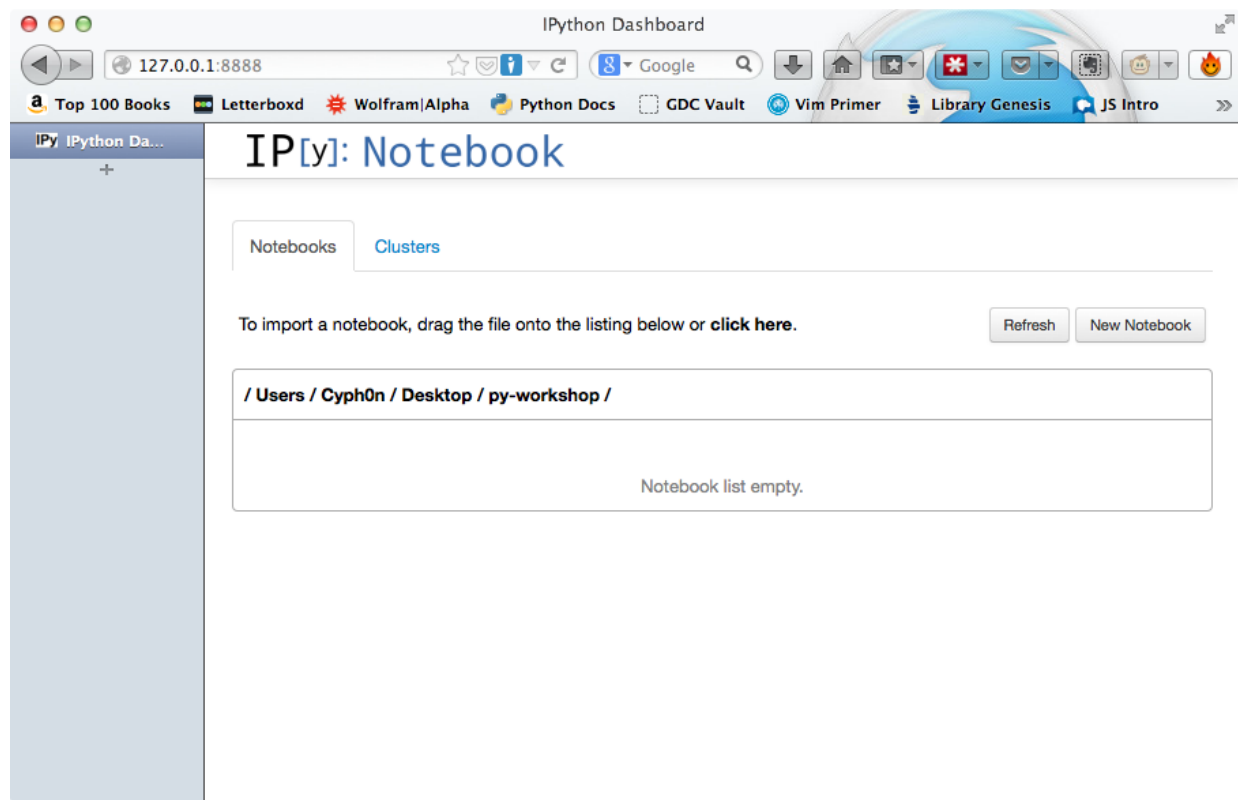 IPython Dashboard
127.0.0.1:8888
Google
Top 100 Books Letterboxd Wolfram|Alpha Python Docs GDC Vault Vim Primer Library Genesis JS Intro
IPy IPython Da...
IP[y]: Notebook
Notebooks Clusters
To import a notebook, drag the file onto the listing below or click here. Refresh New Notebook
/ Users / Cyph0n / Desktop / py-workshop /
Notebook list empty.